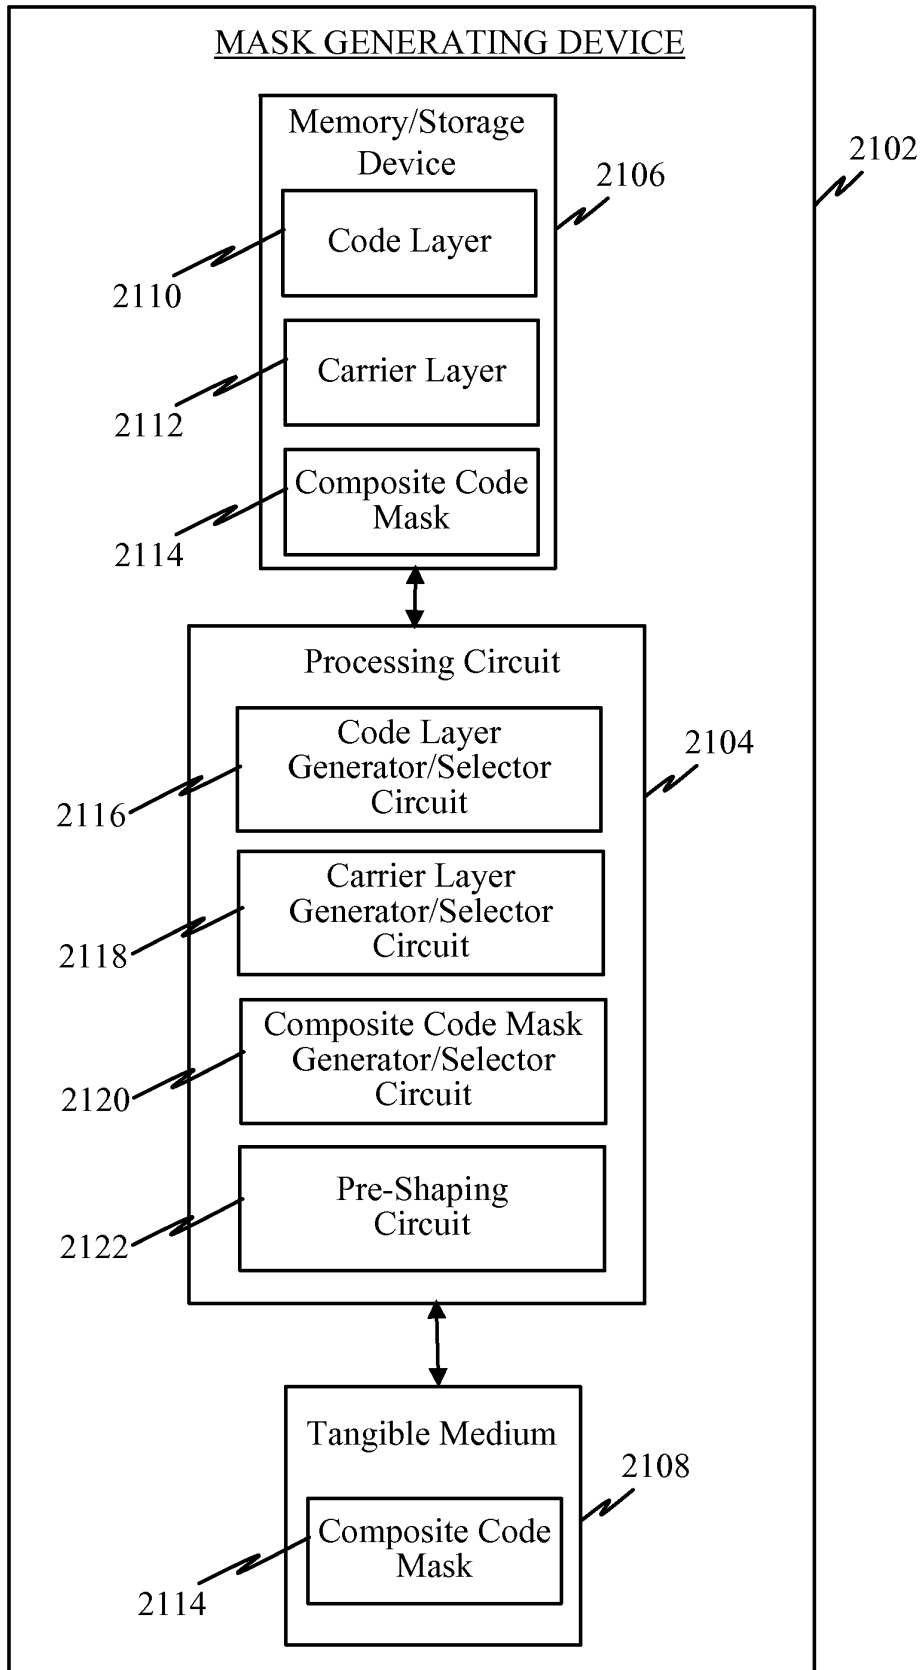 MASK GENERATING DEVICE
Memory/Storage
Device
2102
2106
Code Layer
2110
Carrier Layer
2112
Composite Code
Mask
2114
Processing Circuit
Code Layer
Generator/Selector
Circuit
2104
2116
Carrier Layer
Generator/Selector
Circuit
2118
Composite Code Mask
Generator/Selector
Circuit
2120
Pre-Shaping
Circuit
2122
Tangible Medium
2108
Composite Code
Mask
2114